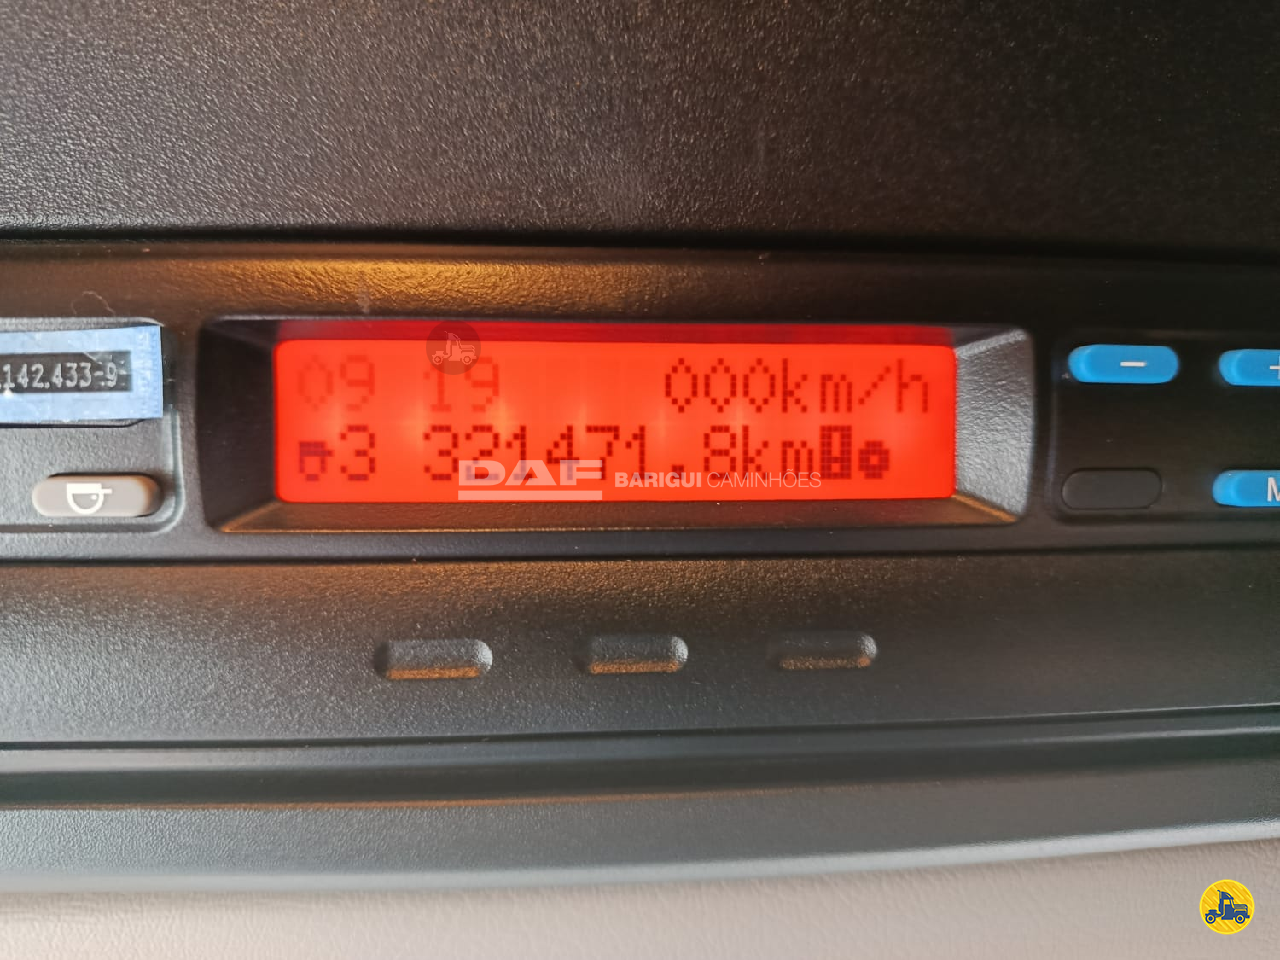 .142.433-9
09 19 000km/h
3 321471.8km
DAF BARIGUI CAMINHÕES
-
+
M